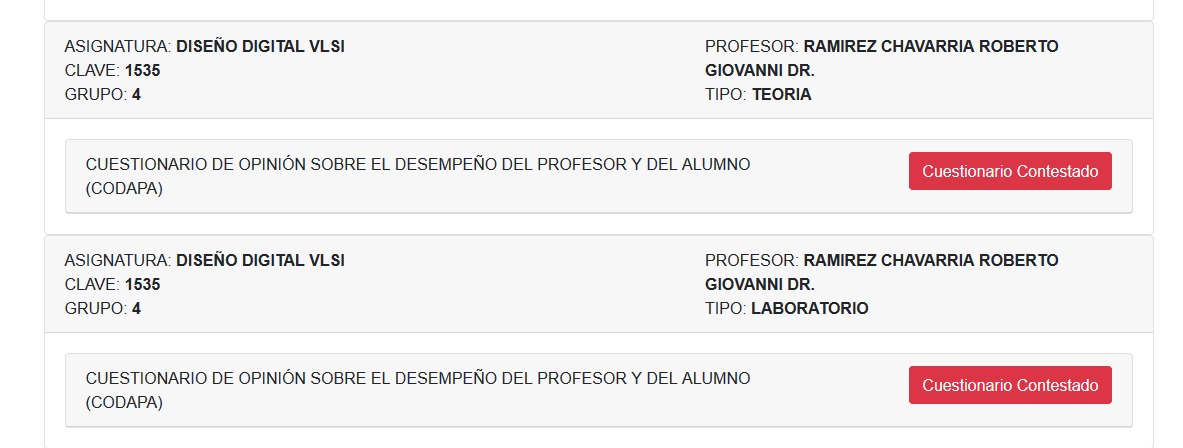 ASIGNATURA: DISEÑO DIGITAL VLSI
CLAVE: 1535
GRUPO: 4
PROFESOR: RAMIREZ CHAVARRIA ROBERTO
GIOVANNI DR.
TIPO: TEORIA
CUESTIONARIO DE OPINIÓN SOBRE EL DESEMPEÑO DEL PROFESOR Y DEL ALUMNO
(CODAPA)
Cuestionario Contestado
ASIGNATURA: DISEÑO DIGITAL VLSI
CLAVE: 1535
GRUPO: 4
PROFESOR: RAMIREZ CHAVARRIA ROBERTO
GIOVANNI DR.
TIPO: LABORATORIO
CUESTIONARIO DE OPINIÓN SOBRE EL DESEMPEÑO DEL PROFESOR Y DEL ALUMNO
(CODAPA)
Cuestionario Contestado